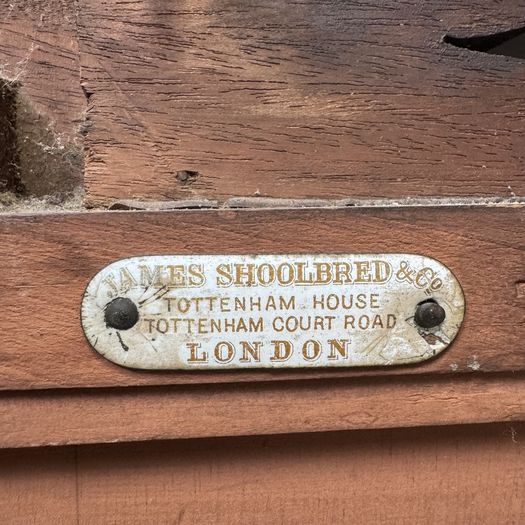 JAMES SHOOLBRED & Co
TOTTENHAM HOUSE
TOTTENHAM COURT ROAD
LONDON